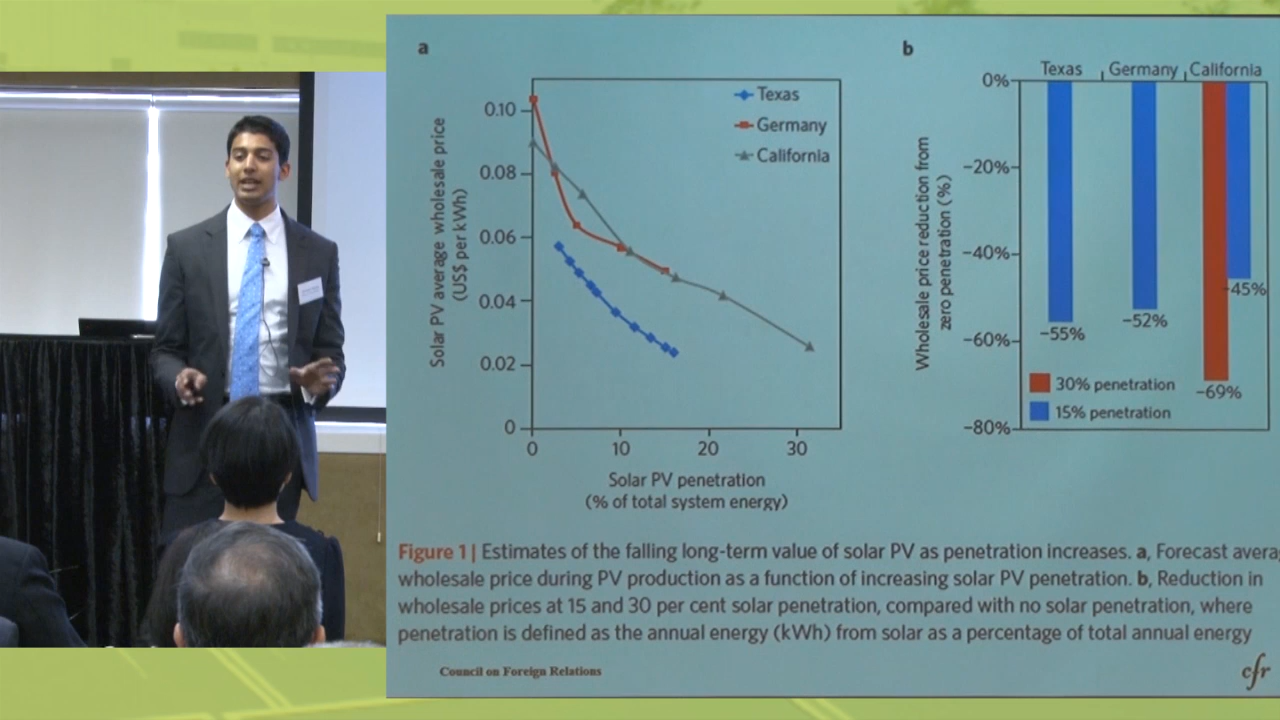 a
0.10
0.08
0.06
0.04
0.02
0
0
10
20
30
Solar PV average wholesale price
(US$ per kWh)
Texas
Germany
California
Solar PV penetration
(% of total system energy)
b
Texas
Germany
California
0%
−20%
−40%
−60%
−80%
Wholesale price reduction from
zero penetration (%)
−55%
−52%
−69%
−45%
30% penetration
15% penetration
Figure 1 | Estimates of the falling long-term value of solar PV as penetration increases. a, Forecast avera
wholesale price during PV production as a function of increasing solar PV penetration. b, Reduction in
wholesale prices at 15 and 30 per cent solar penetration, compared with no solar penetration, where
penetration is defined as the annual energy (kWh) from solar as a percentage of total annual energy
Council on Foreign Relations
cfr